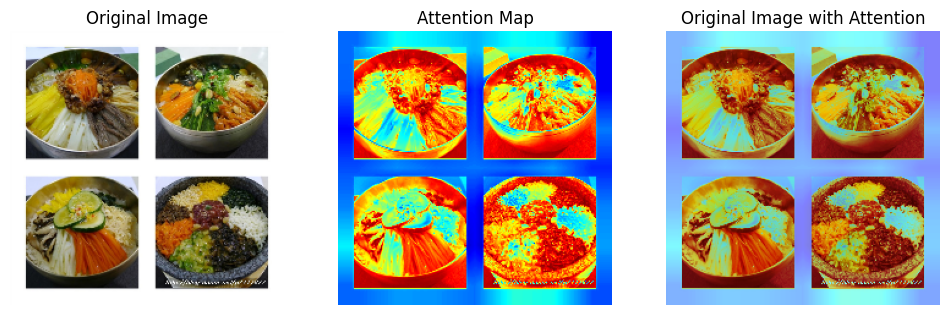 Original Image
Attention Map
Original Image with Attention